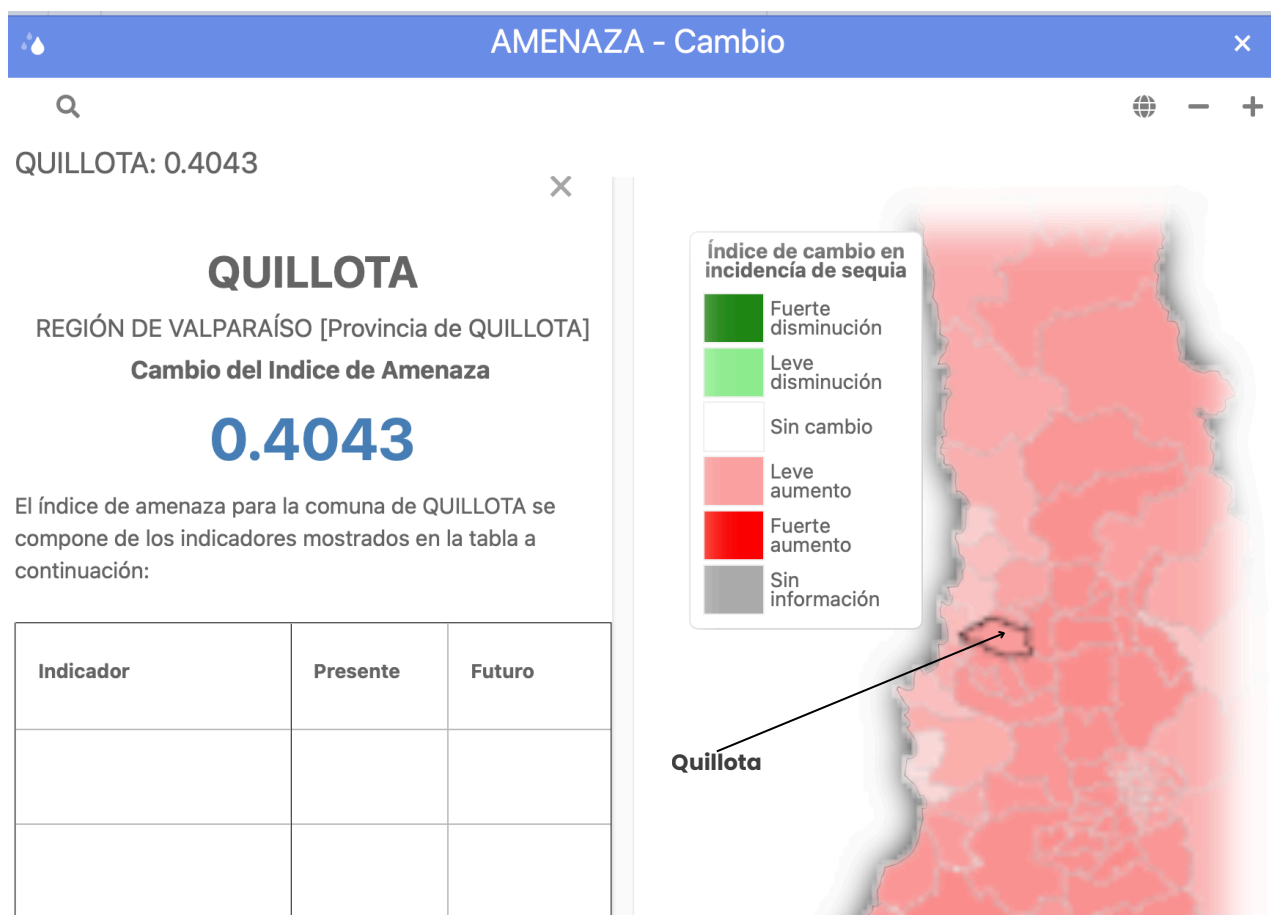 AMENAZA - Cambio
QUILLOTA: 0.4043
QUILLOTA
REGIÓN DE VALPARAÍSO [Provincia de QUILLOTA]
Cambio del Indice de Amenaza
0.4043
El índice de amenaza para la comuna de QUILLOTA se
compone de los indicadores mostrados en la tabla a
continuación:
Indicador Presente Futuro
Índice de cambio en
incidencía de sequia
Fuerte
disminución
Leve
disminución
Sin cambio
Leve
aumento
Fuerte
aumento
Sin
información
Quillota